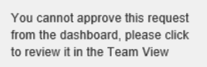 You cannot approve this request
from the dashboard, please click
to review it in the Team View